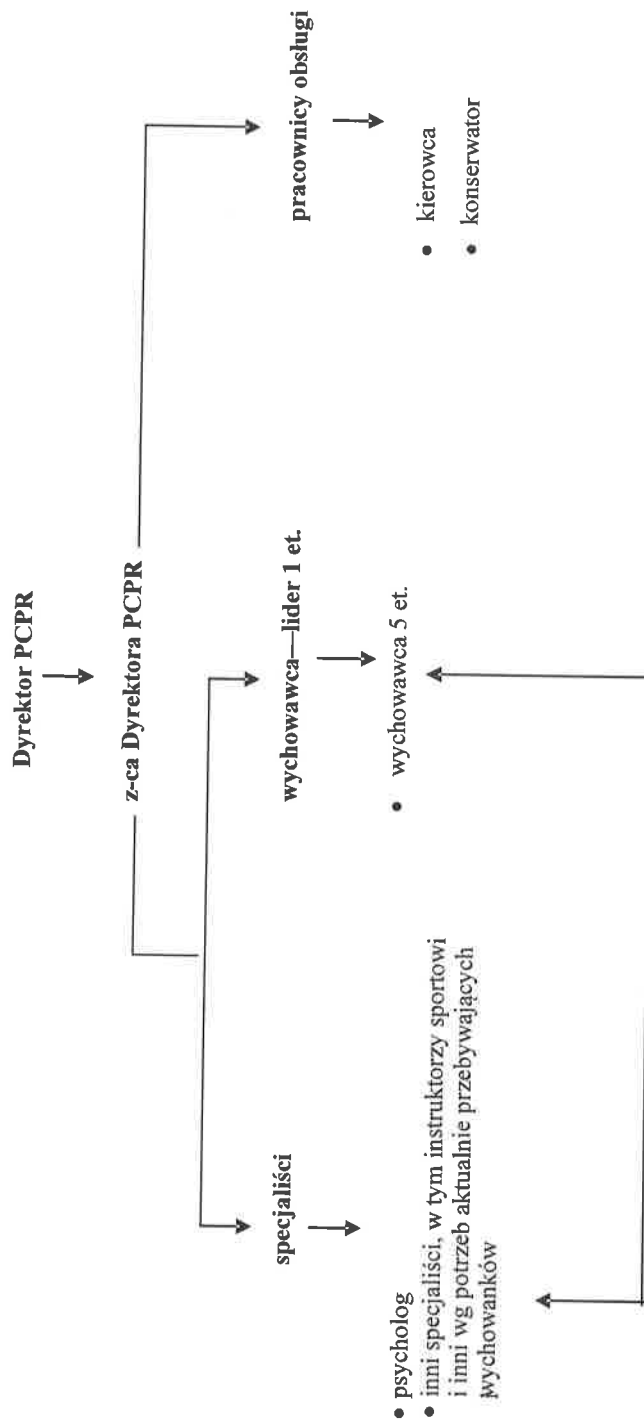 Dyrektor PCPR
z-ca Dyrektora PCPR
specjaliści
wychowawca—lider 1 et.
pracownicy obsługi
• psycholog
• inni specjaliści, w tym instruktorzy sportowi
i inni wg potrzeb aktualnie przebywających
wychowanków
• wychowawca 5 et.
• kierowca
• konserwator